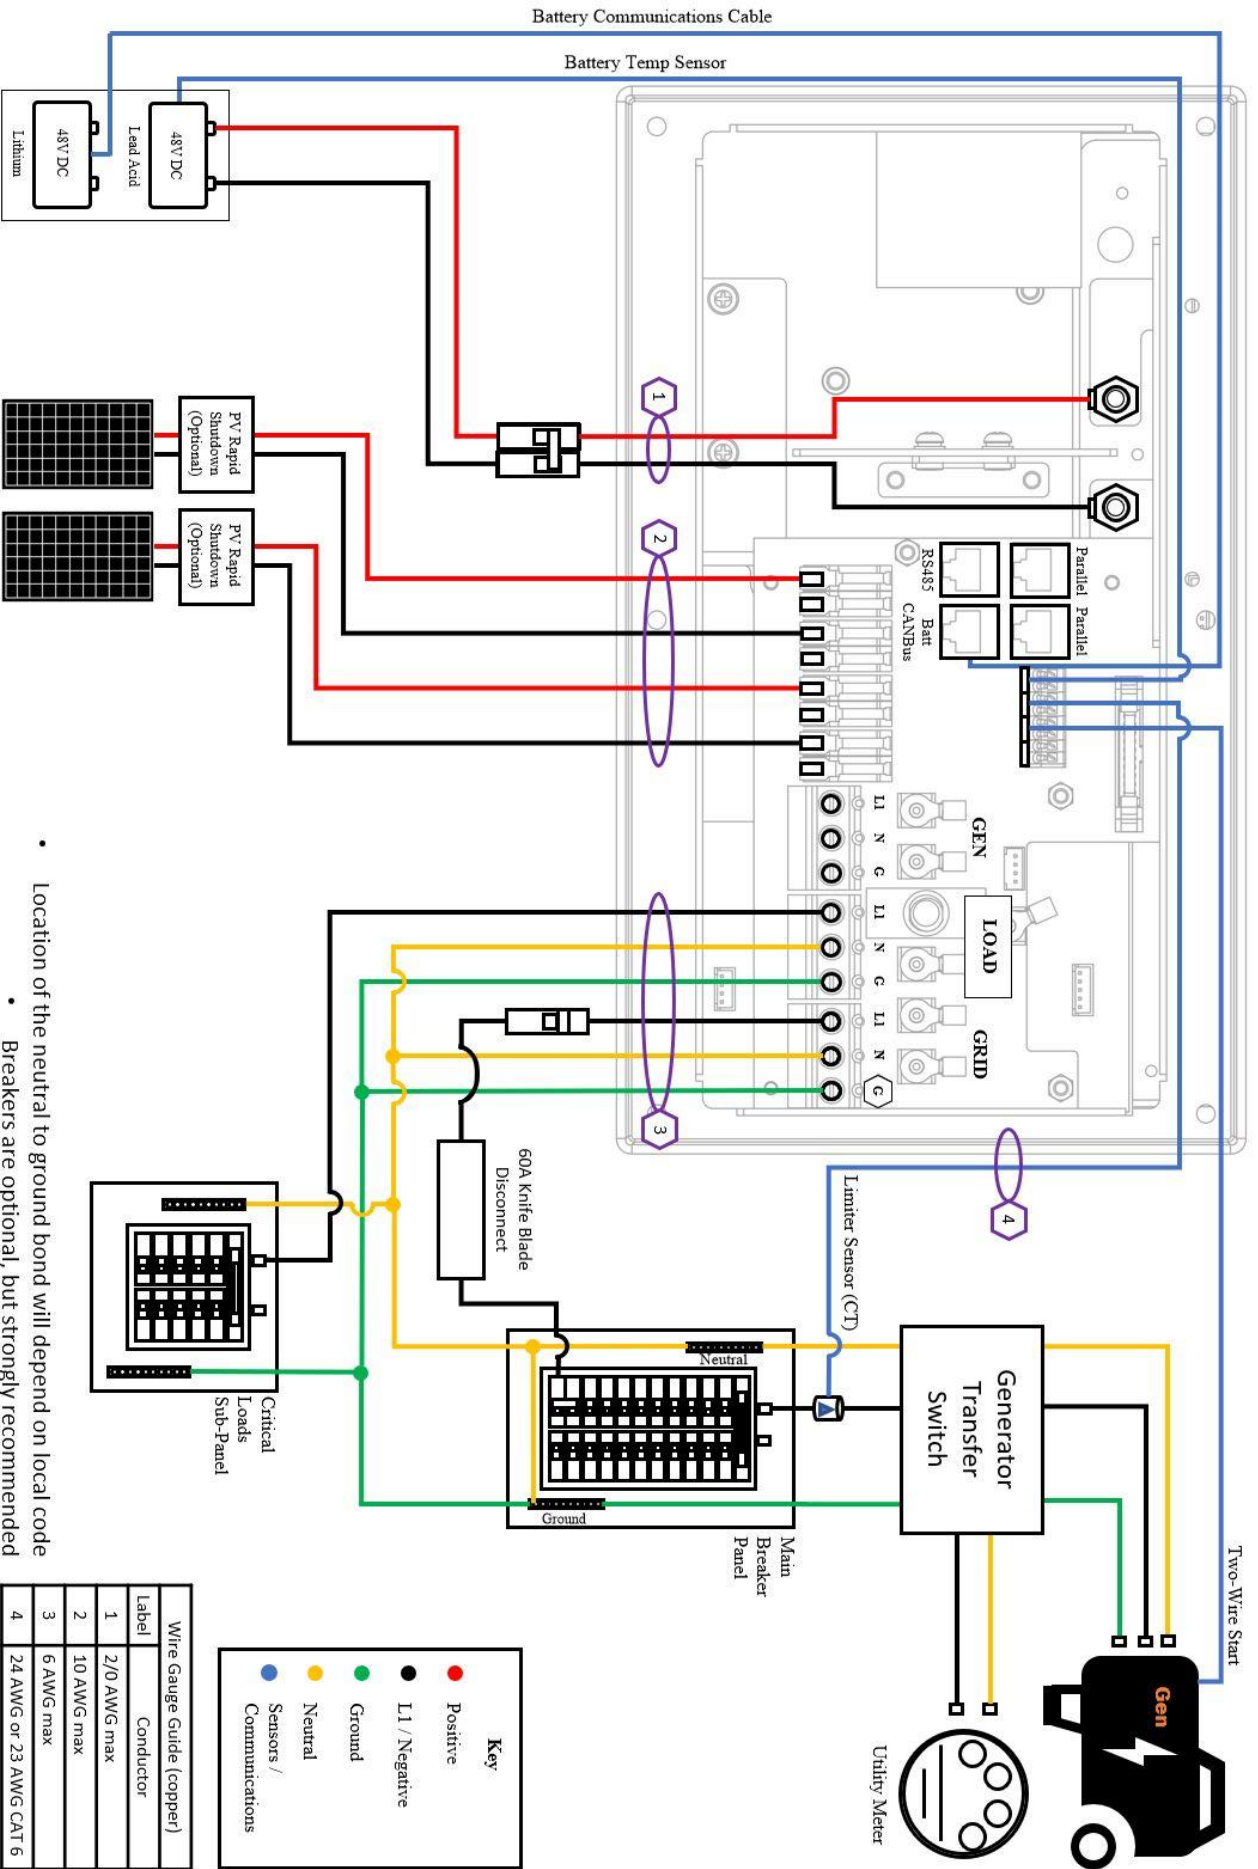 Battery Communications Cable
Battery Temp Sensor
48V DC
Lead Acid
48V DC
Lithium
1
PV Rapid
Shutdown
(Optional)
PV Rapid
Shutdown
(Optional)
2
Parallel
Parallel
RS485
Batt
CANBus
L1
N
G
GEN
L1
N
G
LOAD
L1
N
G
GRID
3
4
60A Knife Blade
Disconnect
Limiter Sensor (CT)
Generator
Transfer
Switch
Two-Wire Start
Gen
Utility Meter
Neutral
Ground
Main
Breaker
Panel
Critical
Loads
Sub-Panel
• Location of the neutral to ground bond will depend on local code
• Breakers are optional, but strongly recommended
Key
Positive
L1 / Negative
Ground
Neutral
Sensors /
Communications
Wire Gauge Guide (copper)
Label Conductor
1 2/0 AWG max
2 10 AWG max
3 6 AWG max
4 24 AWG or 23 AWG CAT 6